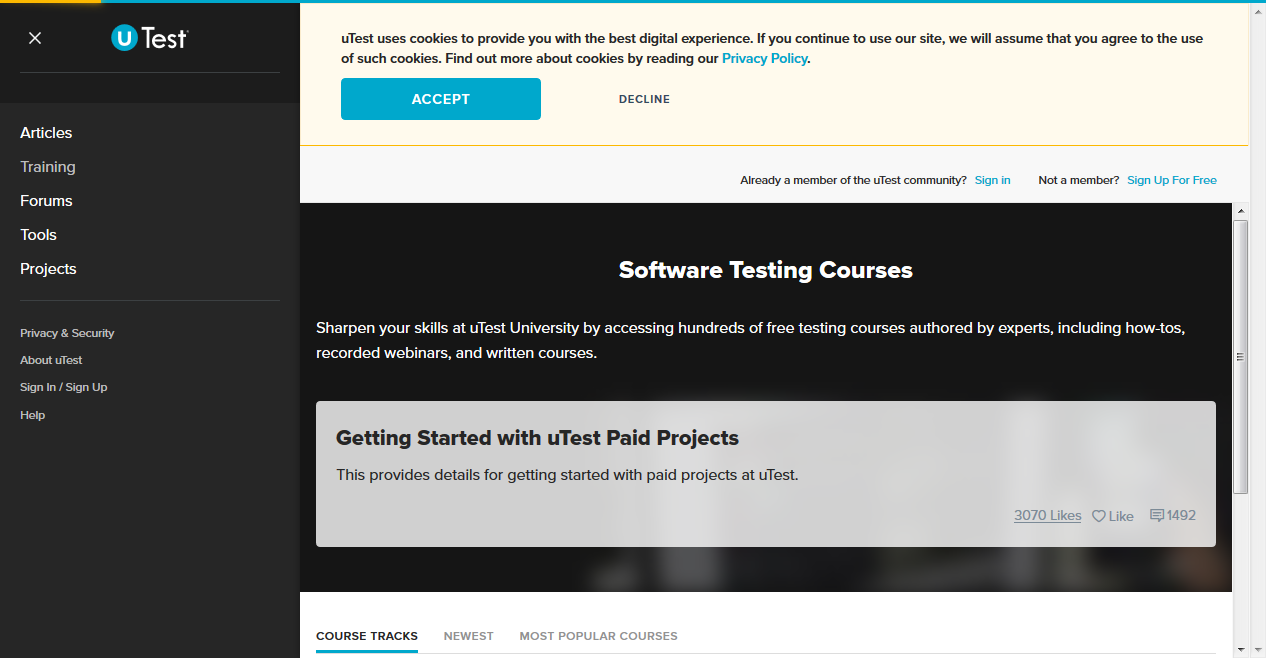 uTest
Articles
Training
Forums
Tools
Projects
Privacy & Security
About uTest
Sign In / Sign Up
Help
uTest uses cookies to provide you with the best digital experience. If you continue to use our site, we will assume that you agree to the use
of such cookies. Find out more about cookies by reading our Privacy Policy.
ACCEPT
DECLINE
Already a member of the uTest community? Sign in Not a member? Sign Up For Free
Software Testing Courses
Sharpen your skills at uTest University by accessing hundreds of free testing courses authored by experts, including how-tos,
recorded webinars, and written courses.
Getting Started with uTest Paid Projects
This provides details for getting started with paid projects at uTest.
3070 Likes Like 1492
COURSE TRACKS NEWEST MOST POPULAR COURSES